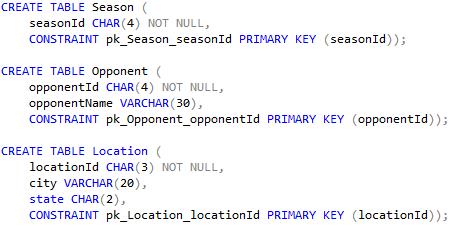 CREATE TABLE Season (
    seasonId CHAR(4) NOT NULL,
    CONSTRAINT pk_Season_seasonId PRIMARY KEY (seasonId));
CREATE TABLE Opponent (
    opponentId CHAR(4) NOT NULL,
    opponentName VARCHAR(30),
    CONSTRAINT pk_Opponent_opponentId PRIMARY KEY (opponentId));
CREATE TABLE Location (
    locationId CHAR(3) NOT NULL,
    city VARCHAR(20),
    state CHAR(2),
    CONSTRAINT pk_Location_locationId PRIMARY KEY (locationId));